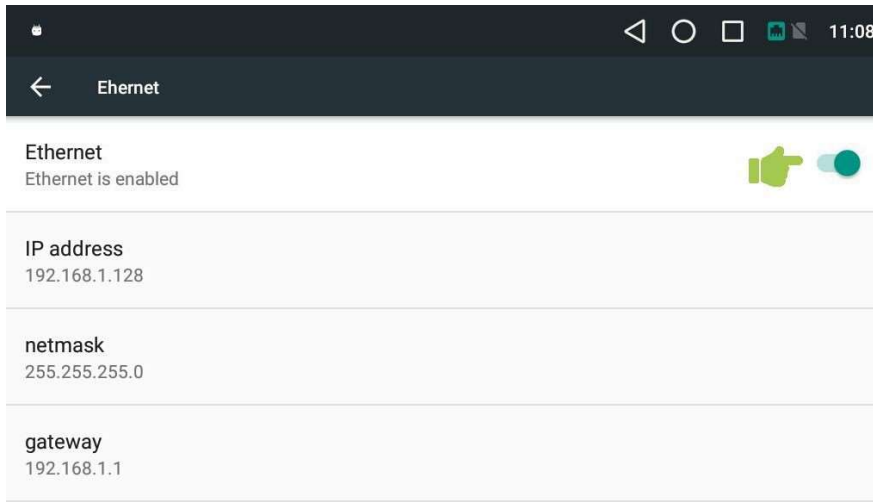 11:08
Ehernet
Ethernet
Ethernet is enabled
IP address
192.168.1.128
netmask
255.255.255.0
gateway
192.168.1.1